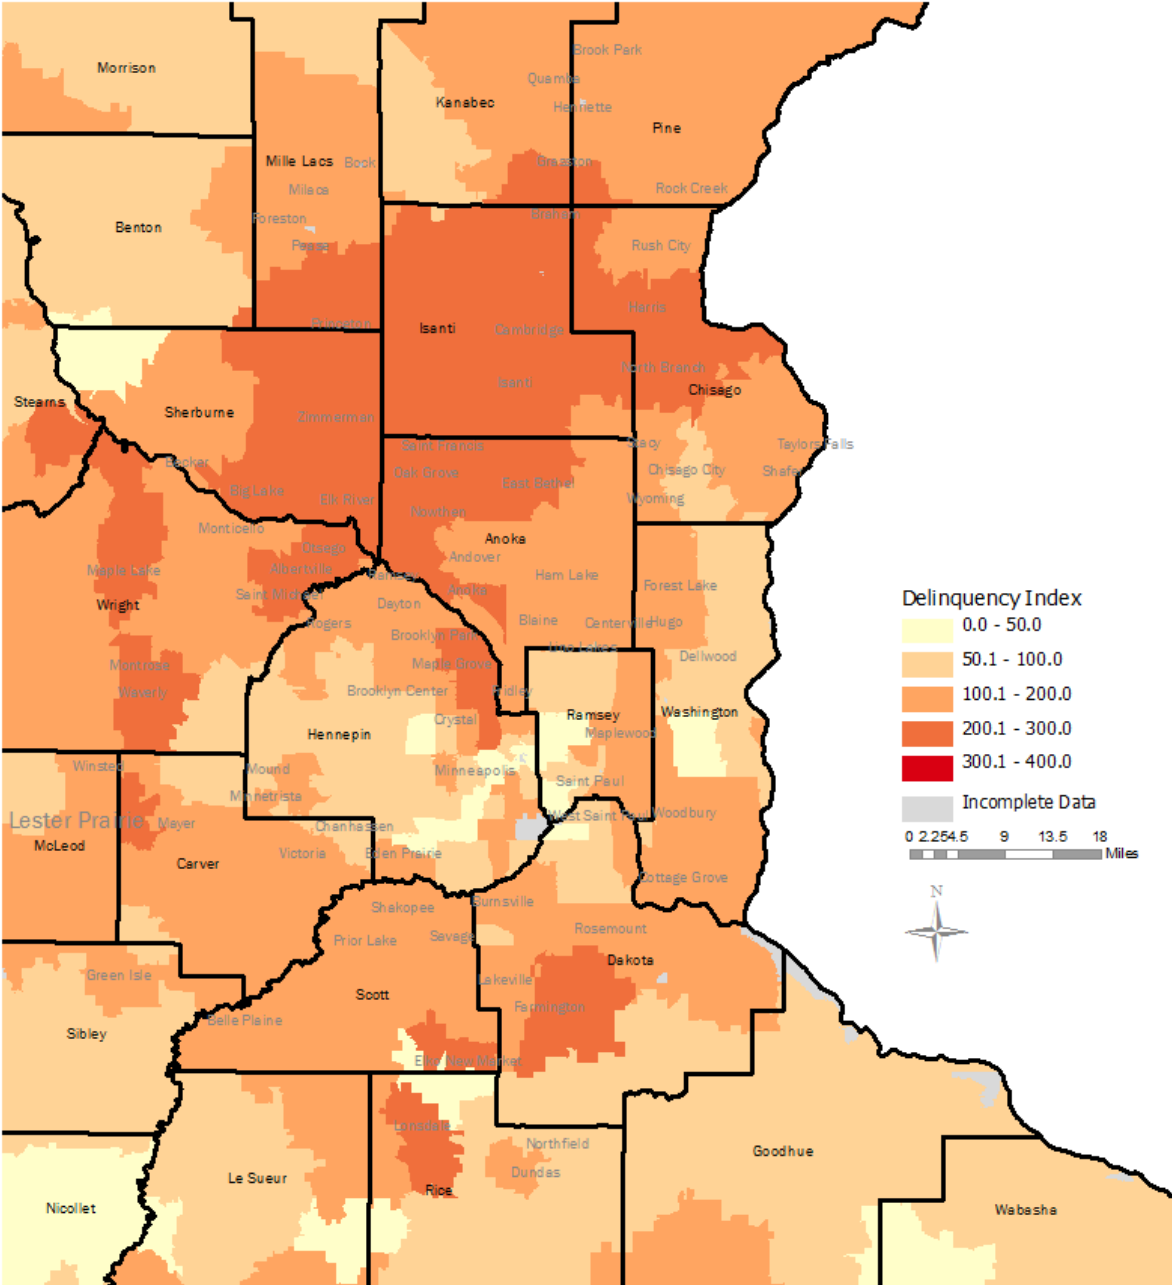 Brook Park
Morrison
Quamba
Kanabec
Henriette
Pine
Mille Lacs
Bock
Grasston
Milaca
Rock Creek
Foreston
Braham
Benton
Pease
Rush City
Harris
Princeton
Isanti
Cambridge
North Branch
Isanti
Chisago
Stearns
Sherburne
Zimmerman
Saint Francis
Stacy
Taylors Falls
Becker
Oak Grove
Chisago City
Shafer
Big Lake
East Bethel
Elk River
Wyoming
Nowthen
Monticello
Anoka
Otsego
Andover
Maple Lake
Albertville
Ramsey
Ham Lake
Forest Lake
Saint Michael
Anoka
Wright
Dayton
Rogers
Blaine
Centerville
Hugo
Brooklyn Park
Lino Lakes
Montrose
Maple Grove
Dellwood
Waverly
Brooklyn Center
Fridley
Crystal
Ramsey
Washington
Hennepin
Maplewood
Winsted
Mound
Minneapolis
Saint Paul
Minnetrista
Lester Prairie
Mayer
Chanhassen
West Saint Paul
Woodbury
McLeod
Carver
Victoria
Eden Prairie
Cottage Grove
Shakopee
Burnsville
Prior Lake
Savage
Rosemount
Dakota
Green Isle
Scott
Lakeville
Farmington
Belle Plaine
Sibley
Elko New Market
Lonsdale
Northfield
Goodhue
Le Sueur
Dundas
Rice
Nicollet
Wabasha
Delinquency Index
0.0 - 50.0
50.1 - 100.0
100.1 - 200.0
200.1 - 300.0
300.1 - 400.0
Incomplete Data
0 2.25 4.5 9 13.5 18
Miles
N